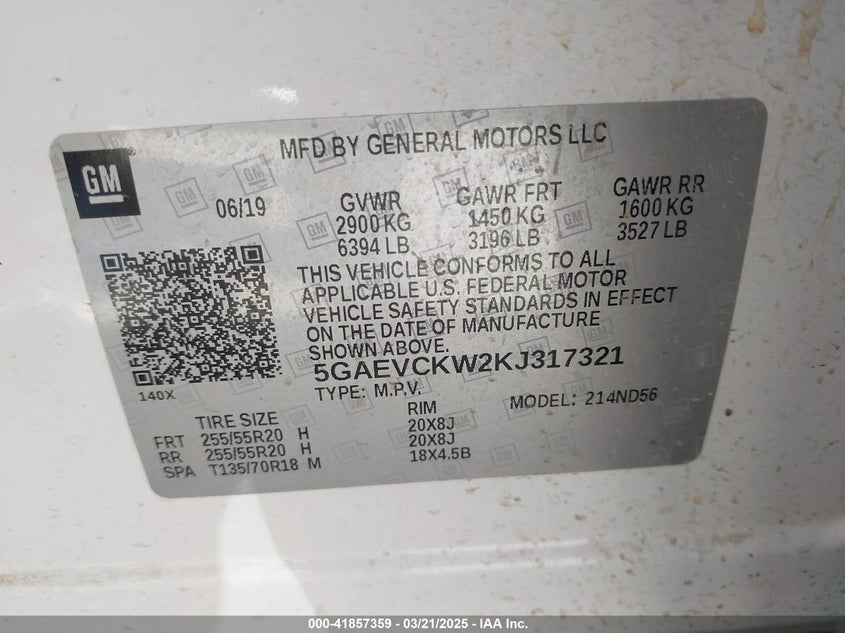 MFD BY GENERAL MOTORS LLC
GM
06/19
GVWR
2900 KG
6394 LB
GAWR FRT
1450 KG
3196 LB
GAWR RR
1600 KG
3527 LB
THIS VEHICLE CONFORMS TO ALL
APPLICABLE U.S. FEDERAL MOTOR
VEHICLE SAFETY STANDARDS IN EFFECT
ON THE DATE OF MANUFACTURE
SHOWN ABOVE.
140X
5GAEVCKW2KJ317321
TYPE: M.P.V.
MODEL: 214ND56
TIRE SIZE
RIM
FRT 255/55R20 H 20X8J
RR 255/55R20 H 20X8J
SPA T135/70R18 M 18X4.5B
000-41857359 - 03/21/2025 - IAA Inc.